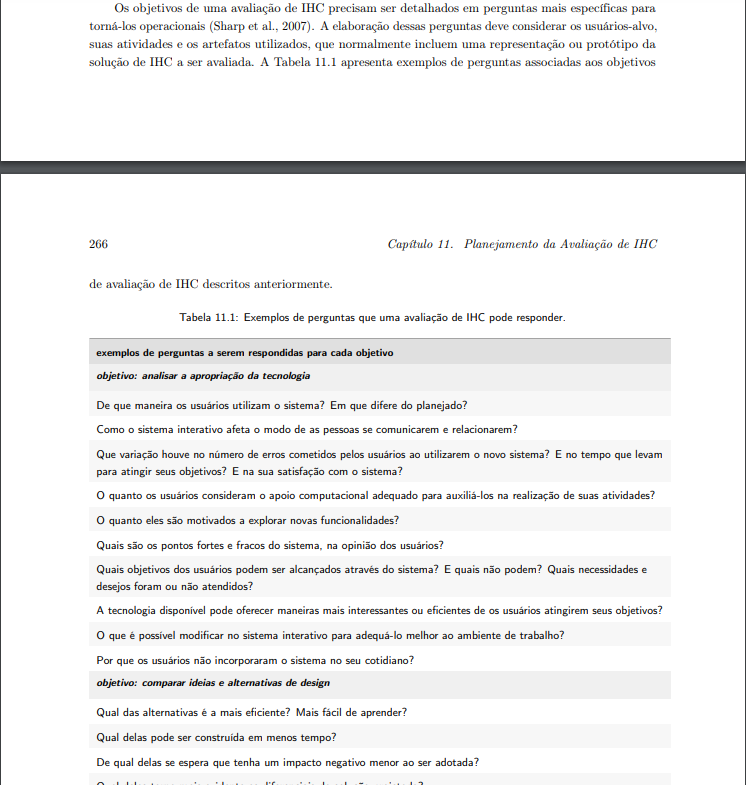 Os objetivos de uma avaliação de IHC precisam ser detalhados em perguntas mais específicas para
torná-los operacionais (Sharp et al., 2007). A elaboração dessas perguntas deve considerar os usuários-alvo,
suas atividades e os artefatos utilizados, que normalmente incluem uma representação ou protótipo da
solução de IHC a ser avaliada. A Tabela 11.1 apresenta exemplos de perguntas associadas aos objetivos
266 Capítulo 11. Planejamento da Avaliação de IHC
de avaliação de IHC descritos anteriormente.
Tabela 11.1: Exemplos de perguntas que uma avaliação de IHC pode responder.
exemplos de perguntas a serem respondidas para cada objetivo
objetivo: analisar a apropriação da tecnologia
De que maneira os usuários utilizam o sistema? Em que difere do planejado?
Como o sistema interativo afeta o modo de as pessoas se comunicarem e relacionarem?
Que variação houve no número de erros cometidos pelos usuários ao utilizarem o novo sistema? E no tempo que levam
para atingir seus objetivos? E na sua satisfação com o sistema?
O quanto os usuários consideram o apoio computacional adequado para auxiliá-los na realização de suas atividades?
O quanto eles são motivados a explorar novas funcionalidades?
Quais são os pontos fortes e fracos do sistema, na opinião dos usuários?
Quais objetivos dos usuários podem ser alcançados através do sistema? E quais não podem? Quais necessidades e
desejos foram ou não atendidos?
A tecnologia disponível pode oferecer maneiras mais interessantes ou eficientes de os usuários atingirem seus objetivos?
O que é possível modificar no sistema interativo para adequá-lo melhor ao ambiente de trabalho?
Por que os usuários não incorporaram o sistema no seu cotidiano?
objetivo: comparar ideias e alternativas de design
Qual das alternativas é a mais eficiente? Mais fácil de aprender?
Qual delas pode ser construída em menos tempo?
De qual delas se espera que tenha um impacto negativo menor ao ser adotada?